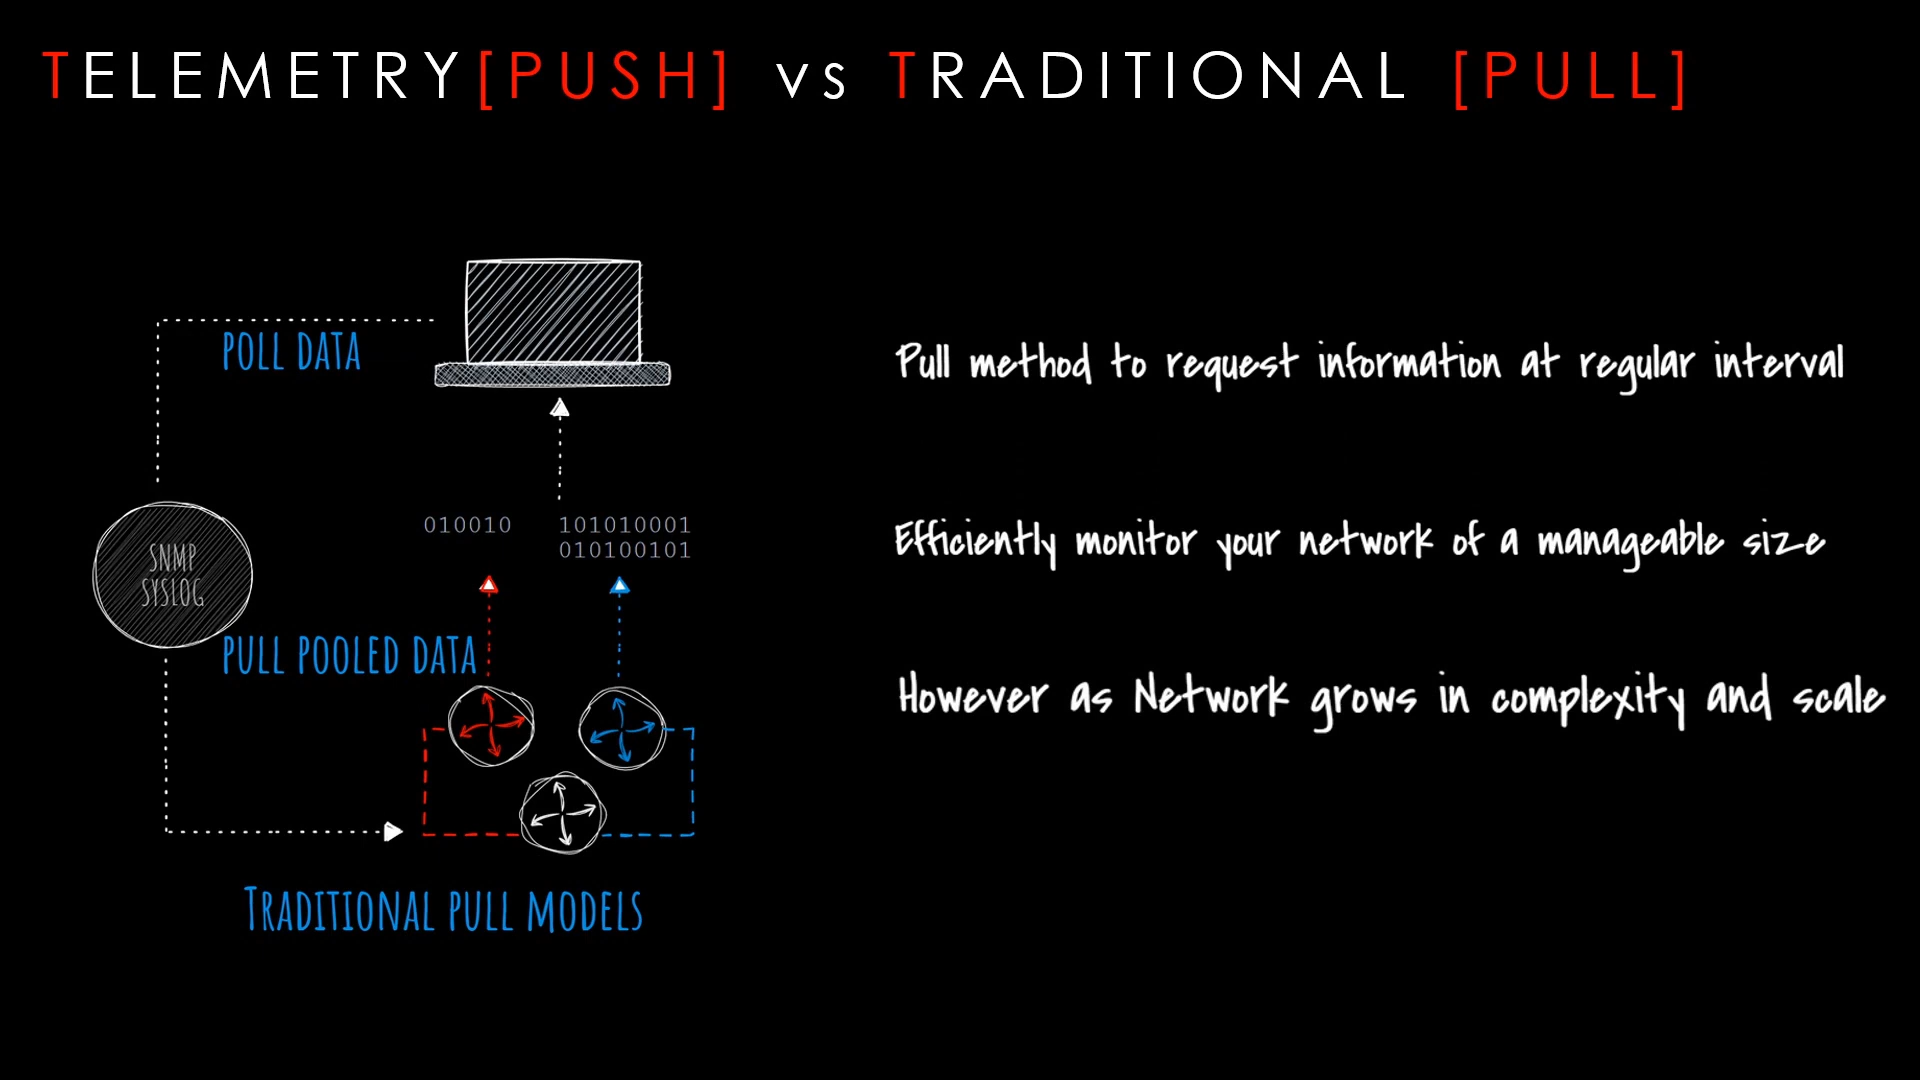 TELEMETRY[PUSH] vs TRADITIONAL [PULL]
POLL DATA
Pull method to request information at regular interval
010010 101010001
010100101
Efficiently monitor your network of a manageable size
SNMP
SYSLOG
PULL POOLED DATA
However as Network grows in complexity and scale
TRADITIONAL PULL MODELS